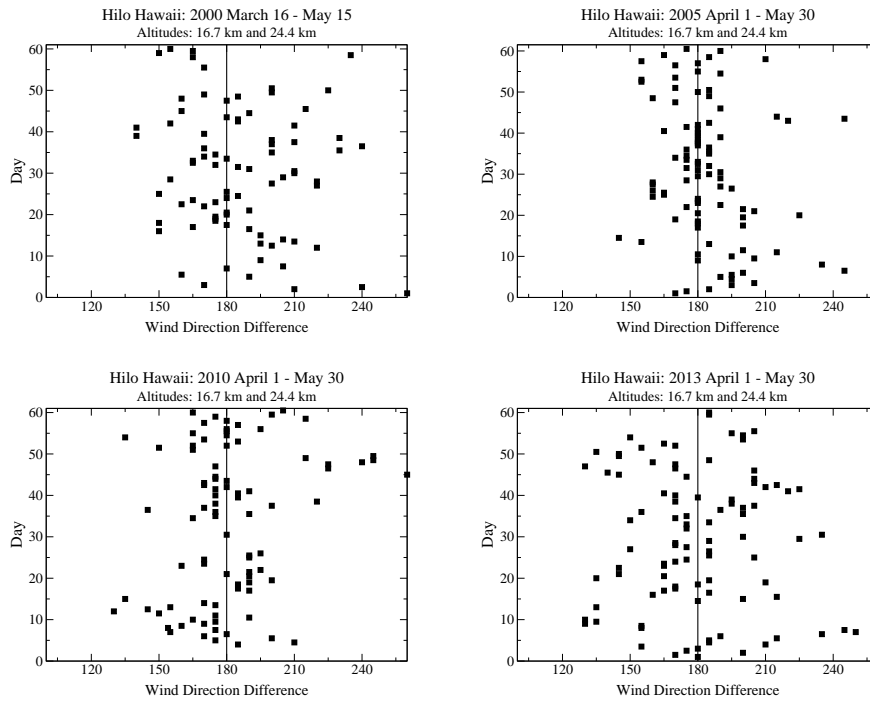 Hilo Hawaii: 2000 March 16 - May 15
Altitudes: 16.7 km and 24.4 km
60
50
40
30
20
10
0
Day
120 150 180 210 240
Wind Direction Difference
Hilo Hawaii: 2005 April 1 - May 30
Altitudes: 16.7 km and 24.4 km
60
50
40
30
20
10
0
Day
120 150 180 210 240
Wind Direction Difference
Hilo Hawaii: 2010 April 1 - May 30
Altitudes: 16.7 km and 24.4 km
60
50
40
30
20
10
0
Day
120 150 180 210 240
Wind Direction Difference
Hilo Hawaii: 2013 April 1 - May 30
Altitudes: 16.7 km and 24.4 km
60
50
40
30
20
10
0
Day
120 150 180 210 240
Wind Direction Difference